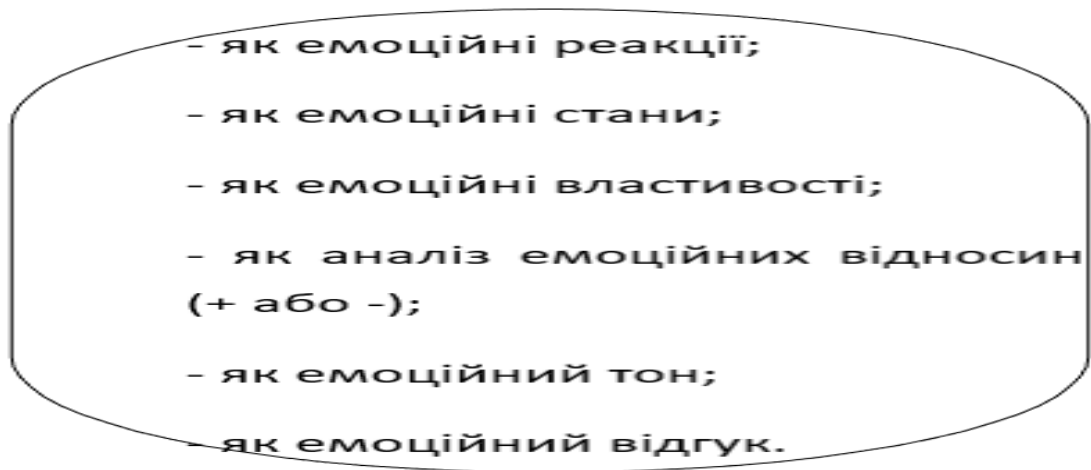 - як емоційні реакції;
- як емоційні стани;
- як емоційні властивості;
- як аналіз емоційних відносин
(+ або -);
- як емоційний тон;
- як емоційний відгук.